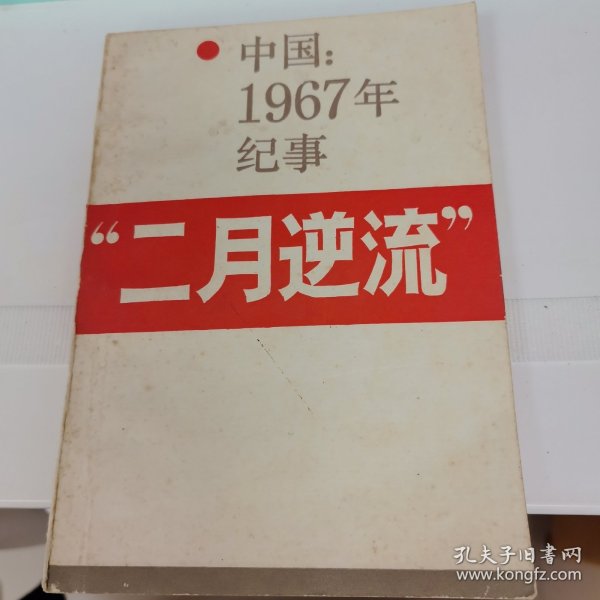 中国：
1967年
纪事
“二月逆流”
孔夫子旧书网
www.kongfz.com